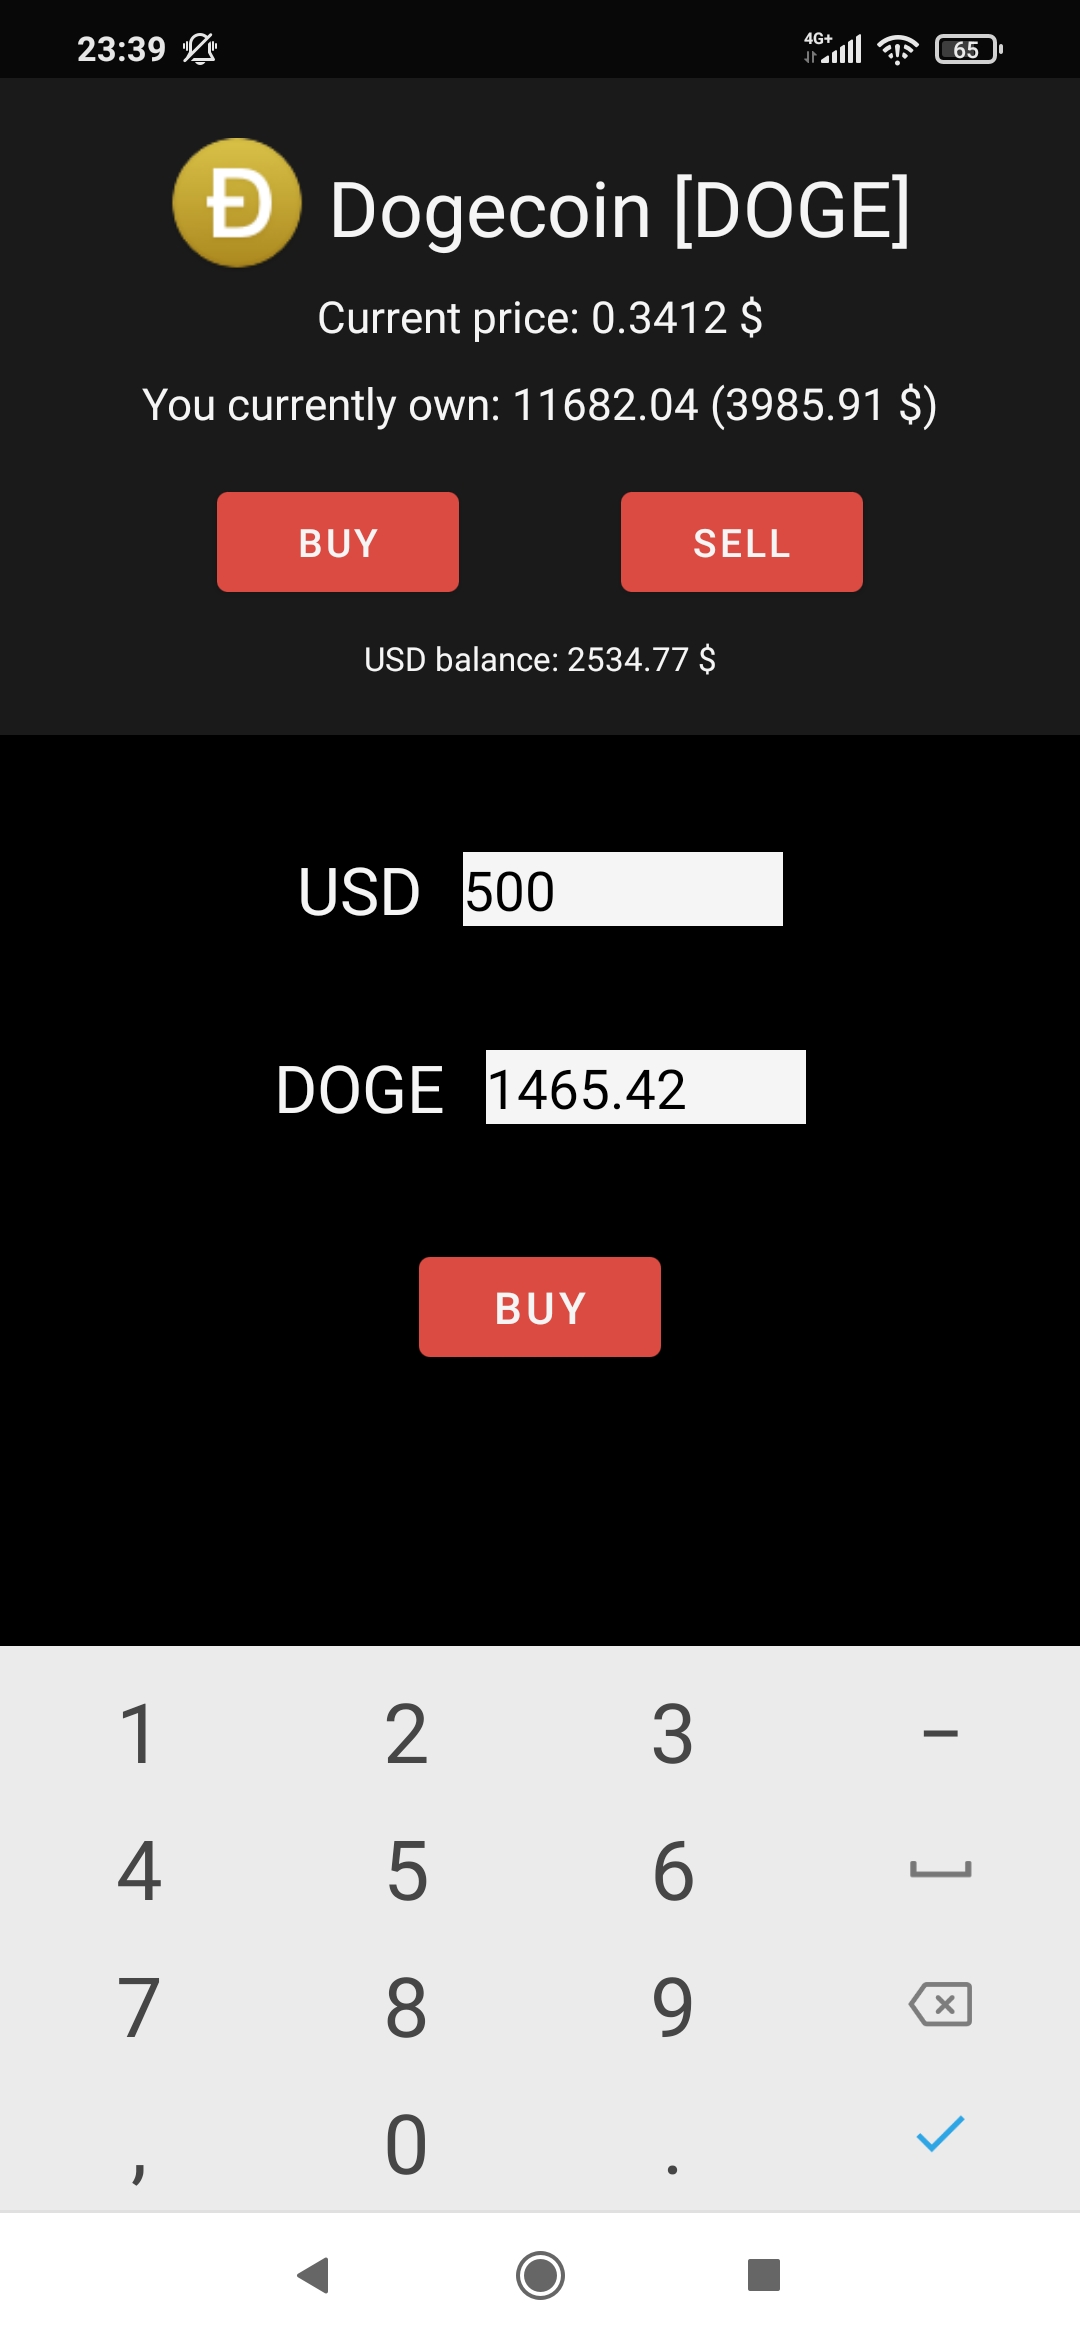 23:39 4G+ 65
Ð Dogecoin [DOGE]
Current price: 0.3412 $
You currently own: 11682.04 (3985.91 $)
BUY SELL
USD balance: 2534.77 $
USD 500
DOGE 1465.42
BUY
1 2 3 –
4 5 6
7 8 9
, 0 .